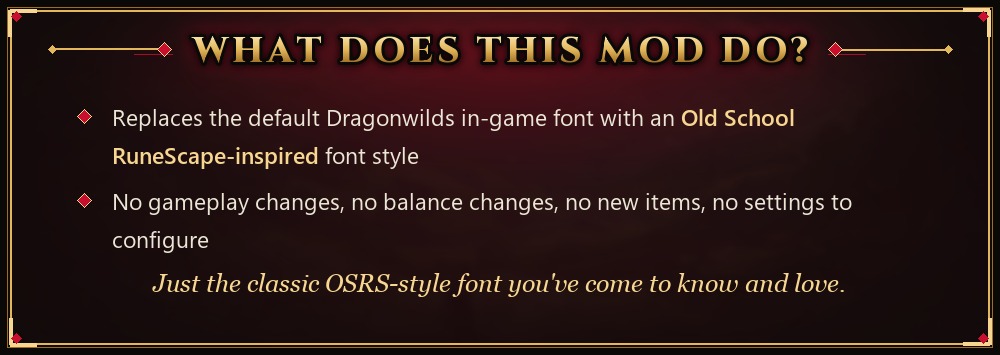 WHAT DOES THIS MOD DO?
Replaces the default Dragonwilds in-game font with an Old School
RuneScape-inspired font style
No gameplay changes, no balance changes, no new items, no settings to
configure
Just the classic OSRS-style font you've come to know and love.